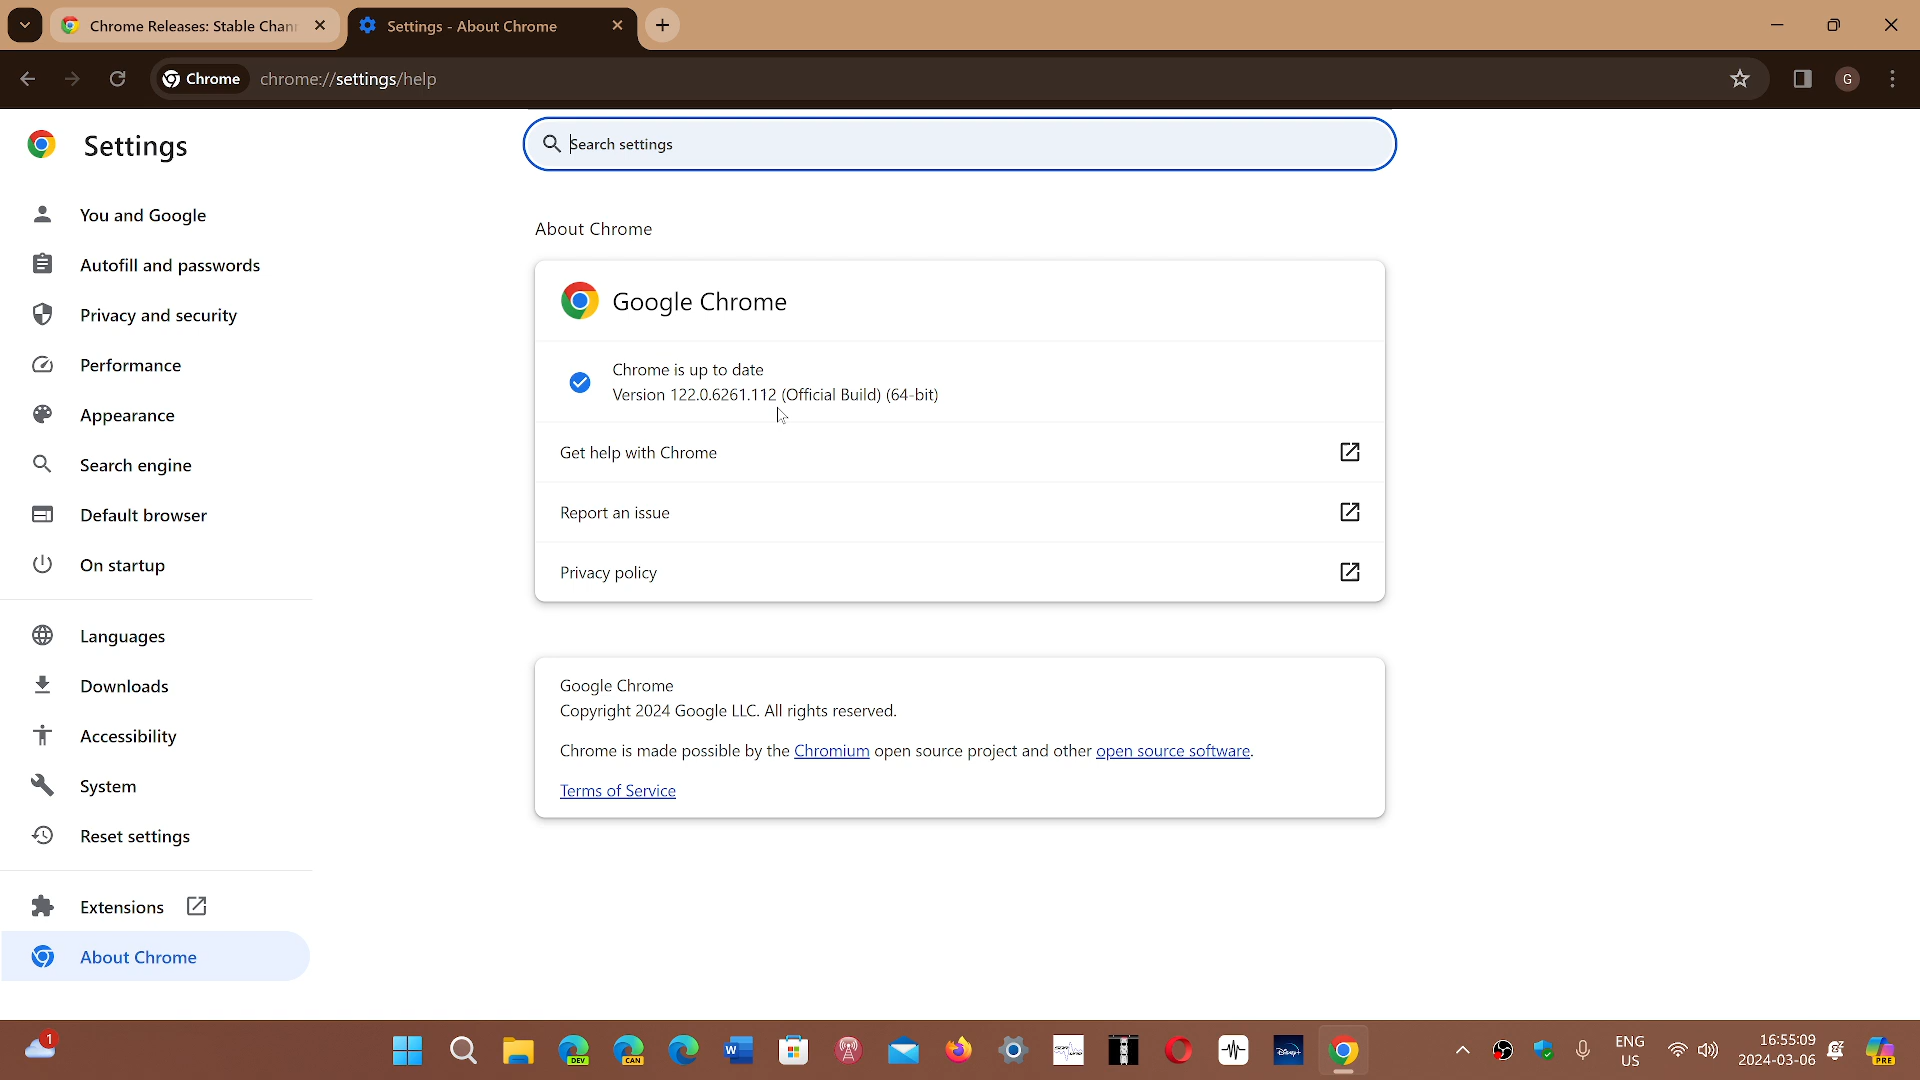 Chrome Releases: Stable Chan
Settings - About Chrome
Chrome
chrome://settings/help
G
Settings
Search settings
You and Google
Autofill and passwords
Privacy and security
Performance
Appearance
Search engine
Default browser
On startup
Languages
Downloads
Accessibility
System
Reset settings
Extensions
About Chrome
About Chrome
Google Chrome
Chrome is up to date
Version 122.0.6261.112 (Official Build) (64-bit)
Get help with Chrome
Report an issue
Privacy policy
Google Chrome
Copyright 2024 Google LLC. All rights reserved.
Chrome is made possible by the Chromium open source project and other open source software.
Terms of Service
1
DEV
CAN
W
Disney+
ENG
US
16:55:09
2024-03-06
PRE